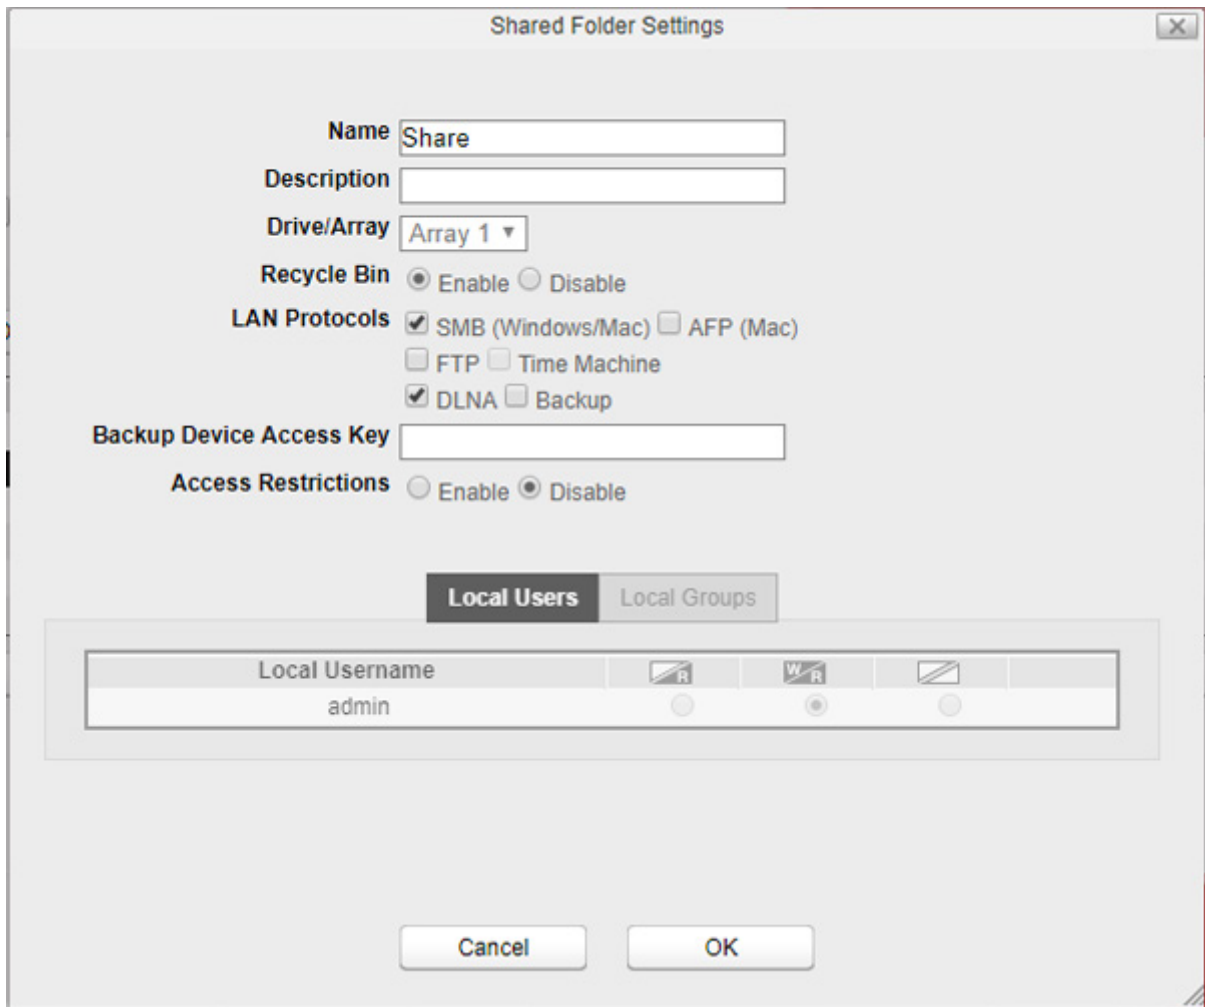 Shared Folder Settings
Name Share
Description
Drive/Array Array 1
Recycle Bin Enable Disable
LAN Protocols SMB (Windows/Mac) AFP (Mac)
FTP Time Machine
DLNA Backup
Backup Device Access Key
Access Restrictions Enable Disable
Local Users Local Groups
Local Username R W R
admin
Cancel OK